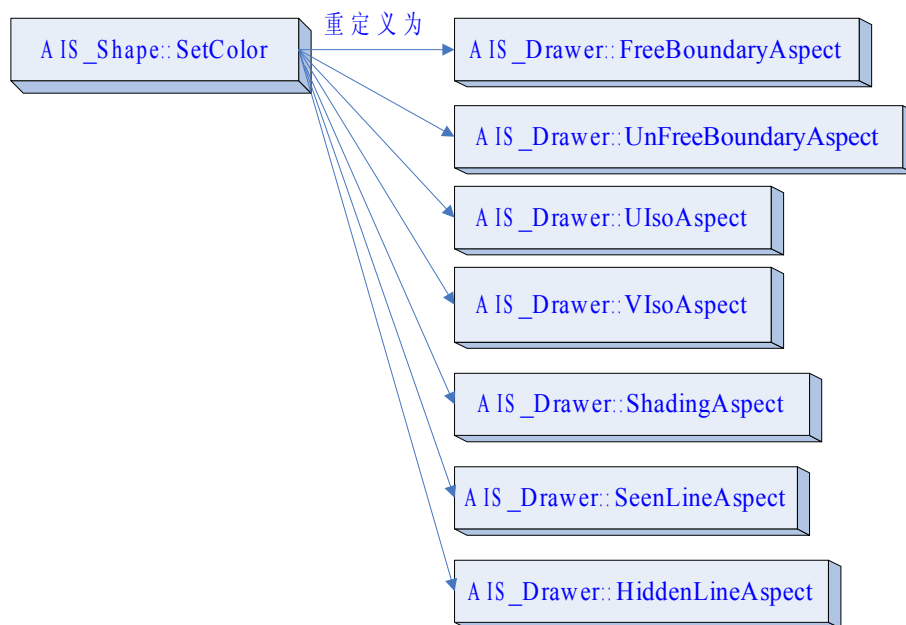 重定义为
AIS_Shape::SetColor
AIS_Drawer::FreeBoundaryAspect
AIS_Drawer::UnFreeBoundaryAspect
AIS_Drawer::UIsoAspect
AIS_Drawer::VIsoAspect
AIS_Drawer::ShadingAspect
AIS_Drawer::SeenLineAspect
AIS_Drawer::HiddenLineAspect